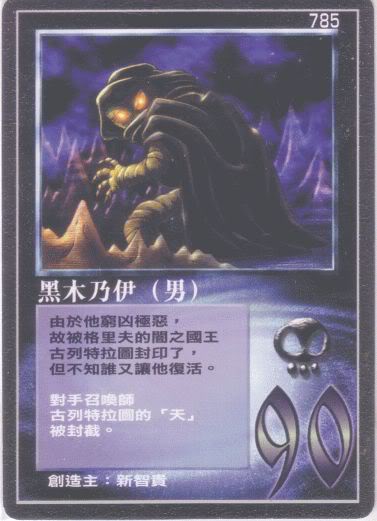 785
黑木乃伊（男）
由於他窮凶極惡，
故被格里夫的闇之國王
古列特拉圖封印了，
但不知誰又讓他復活。
對手召喚師
古列特拉圖的「天」
被封截。
90
創造主：新智貴